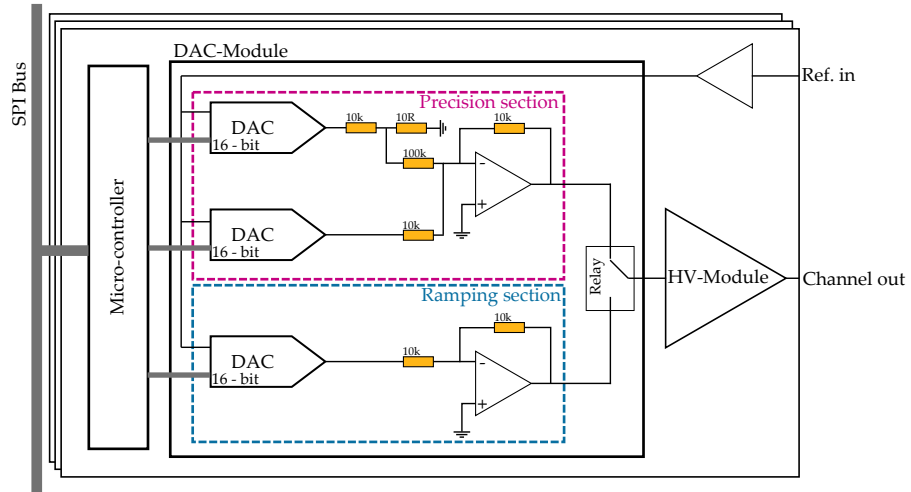 DAC-Module
SPI Bus
Ref. in
Precision section
DAC
16 - bit
10k
10R
10k
100k
-
+
Micro-controller
DAC
16 - bit
10k
Relay
HV-Module
Channel out
Ramping section
10k
DAC
16 - bit
10k
-
+